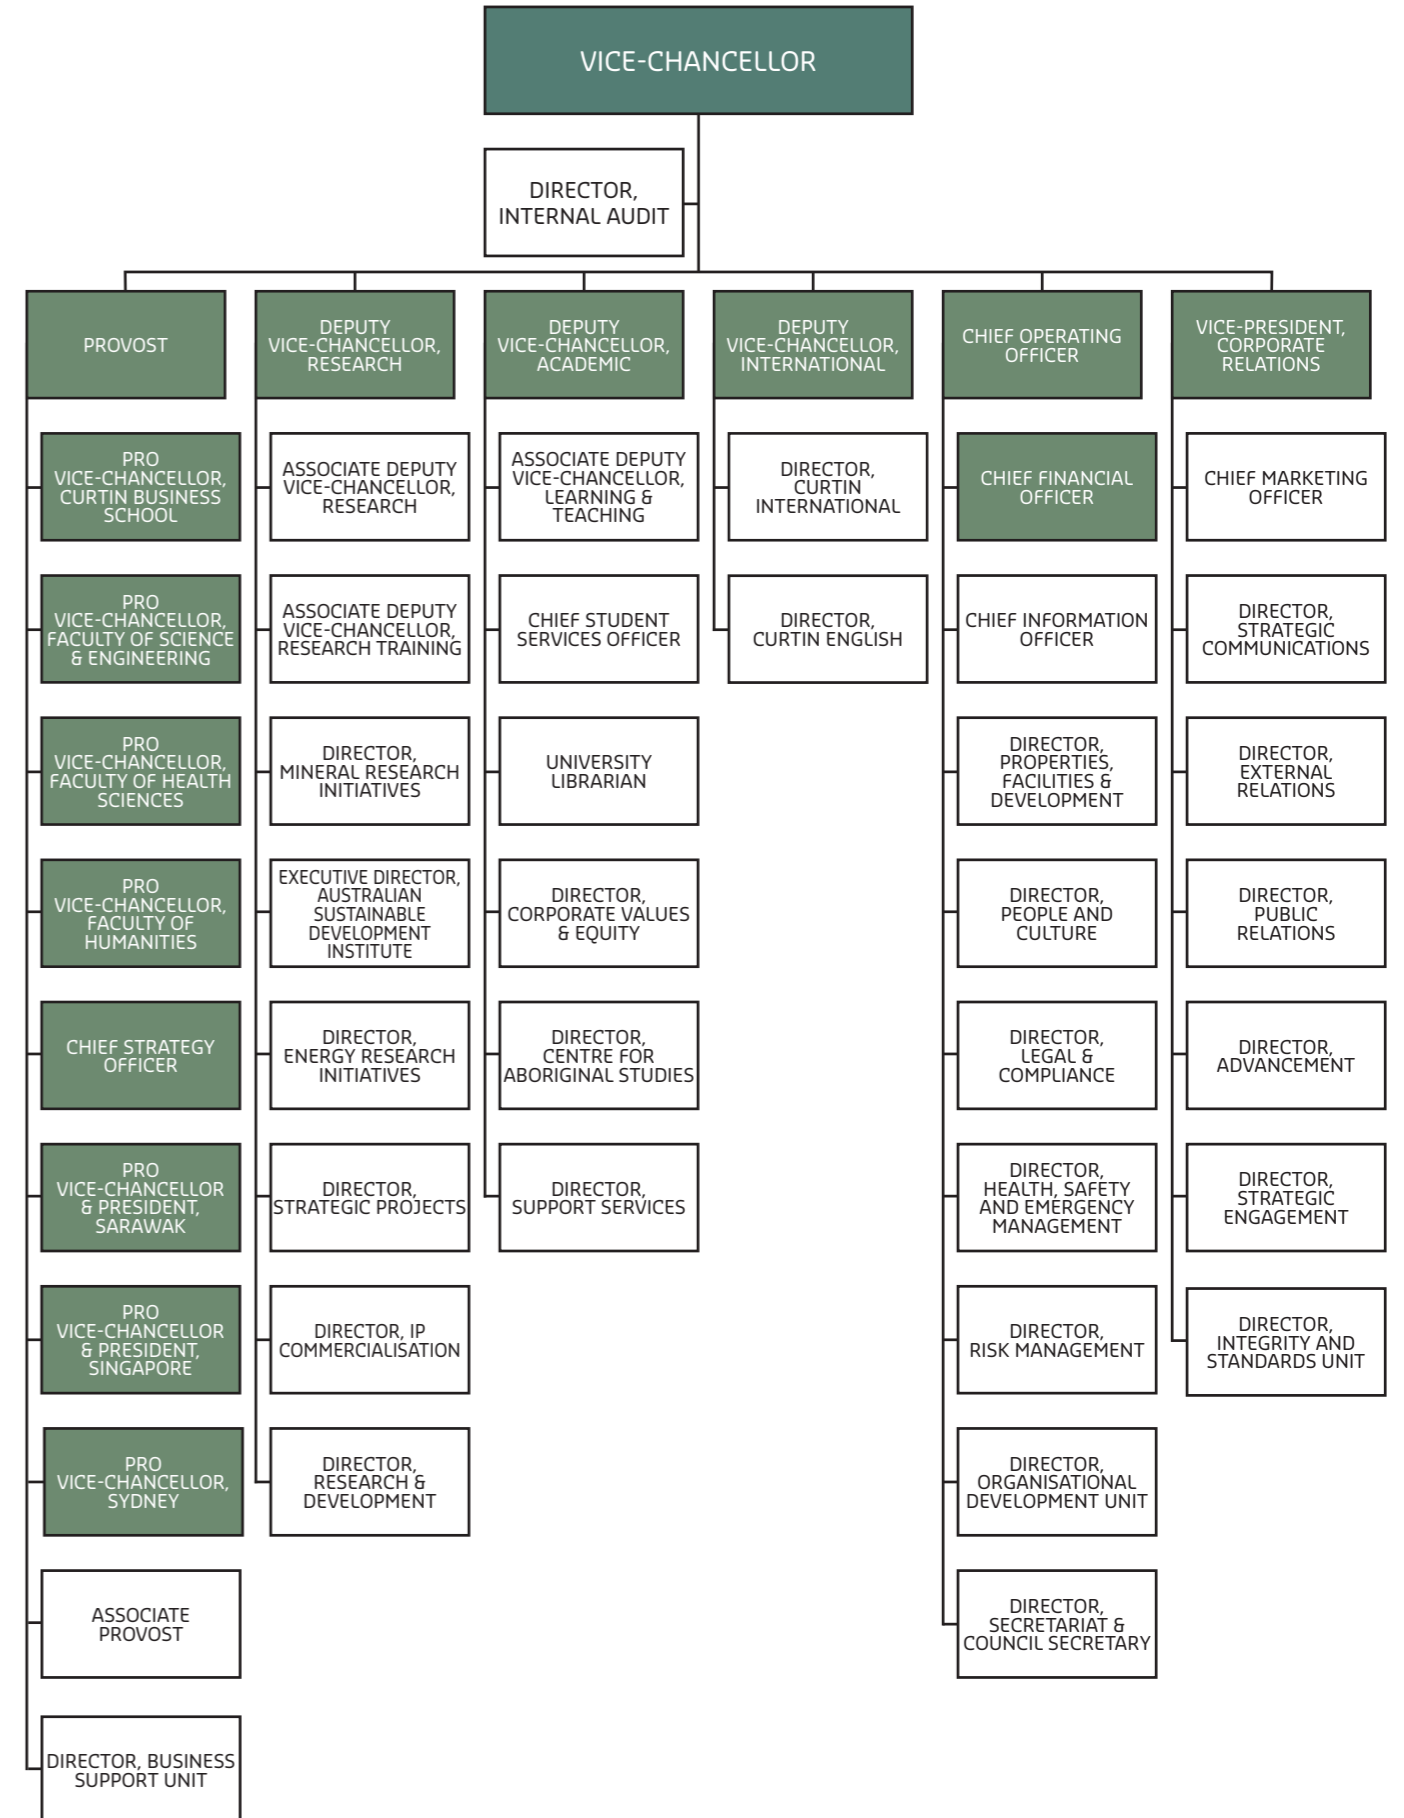 VICE-CHANCELLOR
DIRECTOR,
INTERNAL AUDIT
PROVOST
DEPUTY
VICE-CHANCELLOR,
RESEARCH
DEPUTY
VICE-CHANCELLOR,
ACADEMIC
DEPUTY
VICE-CHANCELLOR,
INTERNATIONAL
CHIEF OPERATING
OFFICER
VICE-PRESIDENT,
CORPORATE
RELATIONS
PRO
VICE-CHANCELLOR,
CURTIN BUSINESS
SCHOOL
ASSOCIATE DEPUTY
VICE-CHANCELLOR,
RESEARCH
ASSOCIATE DEPUTY
VICE-CHANCELLOR,
LEARNING &
TEACHING
DIRECTOR,
CURTIN
INTERNATIONAL
CHIEF FINANCIAL
OFFICER
CHIEF MARKETING
OFFICER
PRO
VICE-CHANCELLOR,
FACULTY OF SCIENCE
& ENGINEERING
ASSOCIATE DEPUTY
VICE-CHANCELLOR,
RESEARCH TRAINING
CHIEF STUDENT
SERVICES OFFICER
DIRECTOR,
CURTIN ENGLISH
CHIEF INFORMATION
OFFICER
DIRECTOR,
STRATEGIC
COMMUNICATIONS
PRO
VICE-CHANCELLOR,
FACULTY OF HEALTH
SCIENCES
DIRECTOR,
MINERAL RESEARCH
INITIATIVES
UNIVERSITY
LIBRARIAN
DIRECTOR,
PROPERTIES,
FACILITIES &
DEVELOPMENT
DIRECTOR,
EXTERNAL
RELATIONS
PRO
VICE-CHANCELLOR,
FACULTY OF
HUMANITIES
EXECUTIVE DIRECTOR,
AUSTRALIAN
SUSTAINABLE
DEVELOPMENT
INSTITUTE
DIRECTOR,
CORPORATE VALUES
& EQUITY
DIRECTOR,
PEOPLE AND
CULTURE
DIRECTOR,
PUBLIC
RELATIONS
CHIEF STRATEGY
OFFICER
DIRECTOR,
ENERGY RESEARCH
INITIATIVES
DIRECTOR,
CENTRE FOR
ABORIGINAL STUDIES
DIRECTOR,
LEGAL &
COMPLIANCE
DIRECTOR,
ADVANCEMENT
PRO
VICE-CHANCELLOR
& PRESIDENT,
SARAWAK
DIRECTOR,
STRATEGIC PROJECTS
DIRECTOR,
SUPPORT SERVICES
DIRECTOR,
HEALTH, SAFETY
AND EMERGENCY
MANAGEMENT
DIRECTOR,
STRATEGIC
ENGAGEMENT
PRO
VICE-CHANCELLOR
& PRESIDENT,
SINGAPORE
DIRECTOR, IP
COMMERCIALISATION
DIRECTOR,
RISK MANAGEMENT
DIRECTOR,
INTEGRITY AND
STANDARDS UNIT
PRO
VICE-CHANCELLOR,
SYDNEY
DIRECTOR,
RESEARCH &
DEVELOPMENT
DIRECTOR,
ORGANISATIONAL
DEVELOPMENT UNIT
ASSOCIATE
PROVOST
DIRECTOR,
SECRETARIAT &
COUNCIL SECRETARY
DIRECTOR, BUSINESS
SUPPORT UNIT